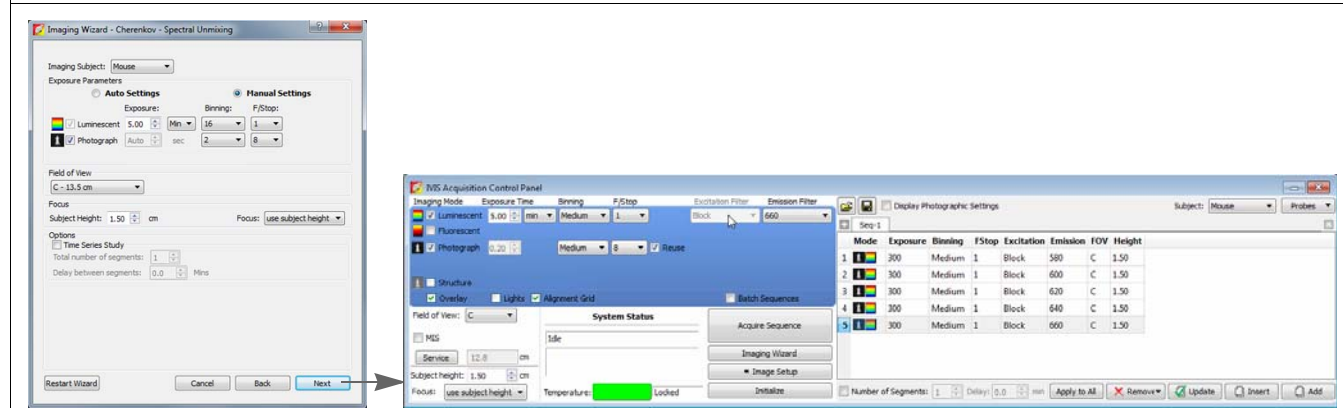 Imaging Wizard - Cherenkov - Spectral Unmixing
Imaging Subject: Mouse
Exposure Parameters
Auto Settings Manual Settings
Exposure: Binning: F/Stop:
Luminescent 5.00 Min 16 1
Photograph Auto sec 2 8
Field of View
C - 13.5 cm
Focus
Subject Height: 1.50 cm Focus: use subject height
Options
Time Series Study
Total number of segments: 1
Delay between segments: 0.0 Mins
Restart Wizard Cancel Back Next
IVIS Acquisition Control Panel
Imaging Mode Exposure Time Binning F/Stop Excitation Filter Emission Filter
Luminescent 5.00 min Medium 1 Block 660
Fluorescent
Photograph 0.20 Medium 8 Reuse
Structure
Overlay Lights Alignment Grid Batch Sequences
Field of View: C System Status
MIS Idle
Service 12.8 cm
Subject height: 1.50 cm
Focus: use subject height Temperature: Locked
Acquire Sequence
Imaging Wizard
Image Setup
Initialize
Display Photographic Settings Subject: Mouse Probes
Seq-1
Mode Exposure Binning FStop Excitation Emission FOV Height
1 300 Medium 1 Block 580 C 1.50
2 300 Medium 1 Block 600 C 1.50
3 300 Medium 1 Block 620 C 1.50
4 300 Medium 1 Block 640 C 1.50
5 300 Medium 1 Block 660 C 1.50
Number of Segments: 1 Delay: 0.0 min Apply to All Remove Update Insert Add